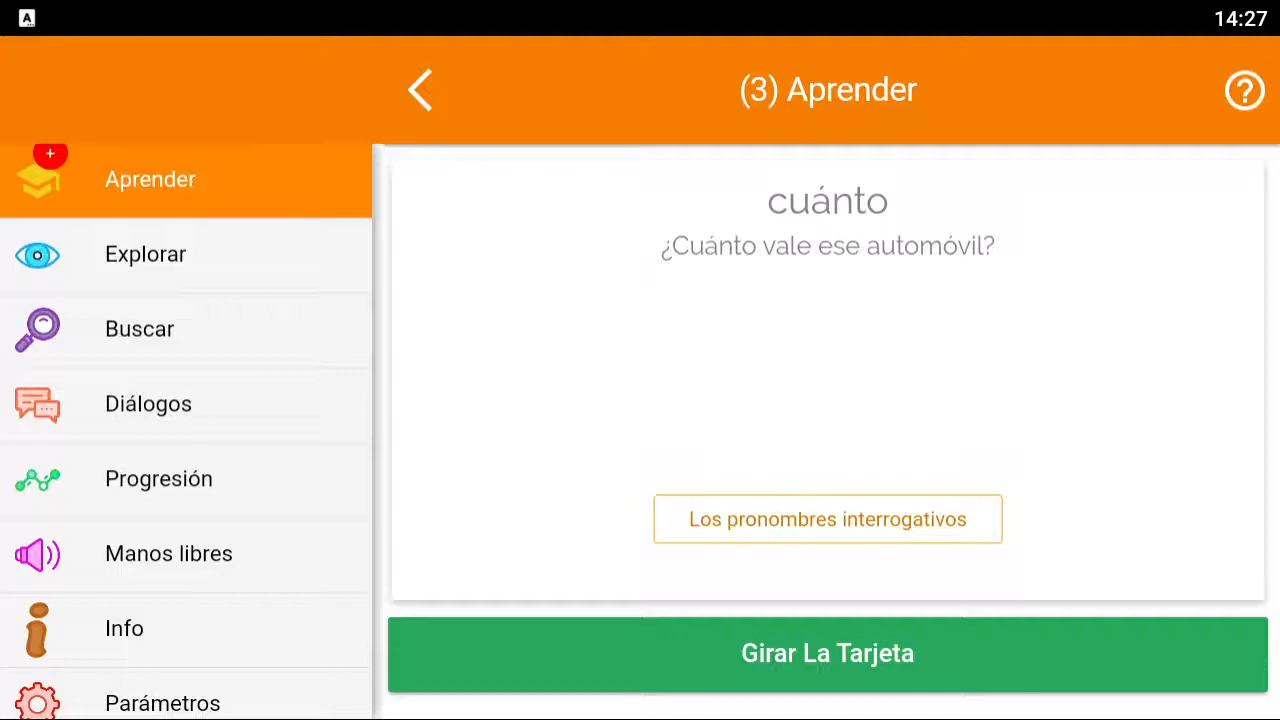 14:27
(3) Aprender
+
Aprender
Explorar
Buscar
Diálogos
Progresión
Manos libres
Info
Parámetros
cuánto
¿Cuánto vale ese automóvil?
Los pronombres interrogativos
Girar La Tarjeta